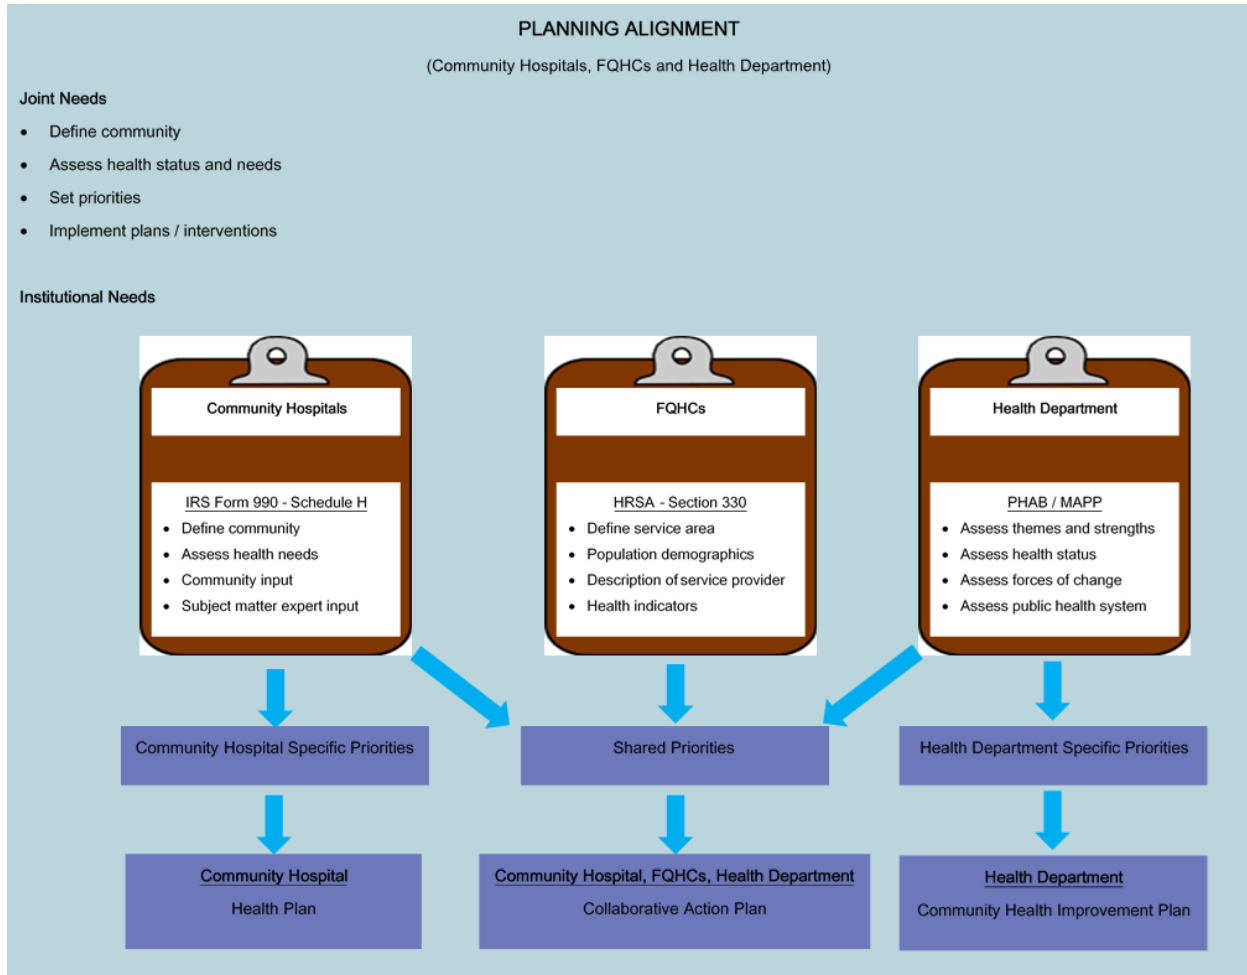 PLANNING ALIGNMENT
(Community Hospitals, FQHCs and Health Department)
Joint Needs
• Define community
• Assess health status and needs
• Set priorities
• Implement plans / interventions
Institutional Needs
Community Hospitals
IRS Form 990 - Schedule H
• Define community
• Assess health needs
• Community input
• Subject matter expert input
FQHCs
HRSA - Section 330
• Define service area
• Population demographics
• Description of service provider
• Health indicators
Health Department
PHAB / MAPP
• Assess themes and strengths
• Assess health status
• Assess forces of change
• Assess public health system
Community Hospital Specific Priorities
Shared Priorities
Health Department Specific Priorities
Community Hospital
Health Plan
Community Hospital, FQHCs, Health Department
Collaborative Action Plan
Health Department
Community Health Improvement Plan